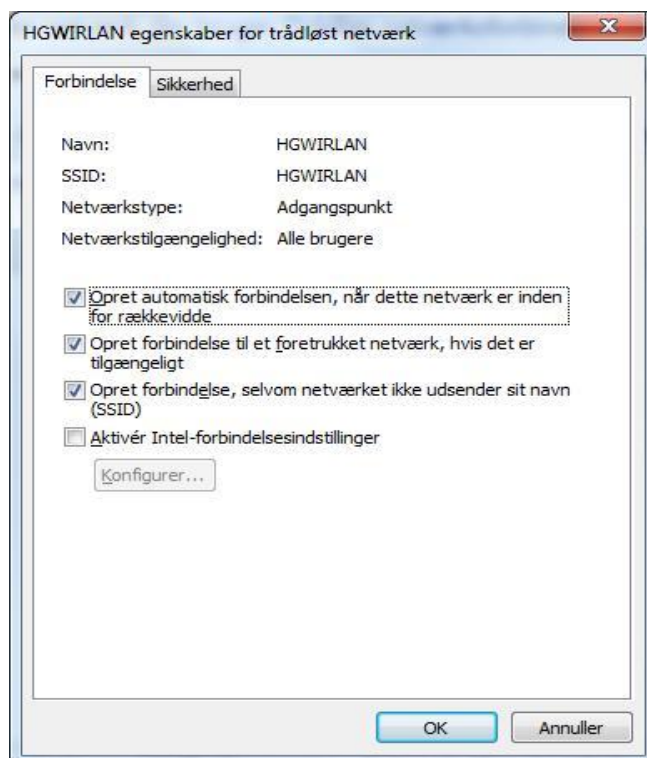 HGWIRLAN egenskaber for trådløst netværk
Forbindelse Sikkerhed
Navn: HGWIRLAN
SSID: HGWIRLAN
Netværkstype: Adgangspunkt
Netværkstilgængelighed: Alle brugere
Opret automatisk forbindelsen, når dette netværk er inden
for rækkevidde
Opret forbindelse til et foretrukket netværk, hvis det er
tilgængeligt
Opret forbindelse, selvom netværket ikke udsender sit navn
(SSID)
Aktivér Intel-forbindelsesindstillinger
Konfigurer...
OK Annuller